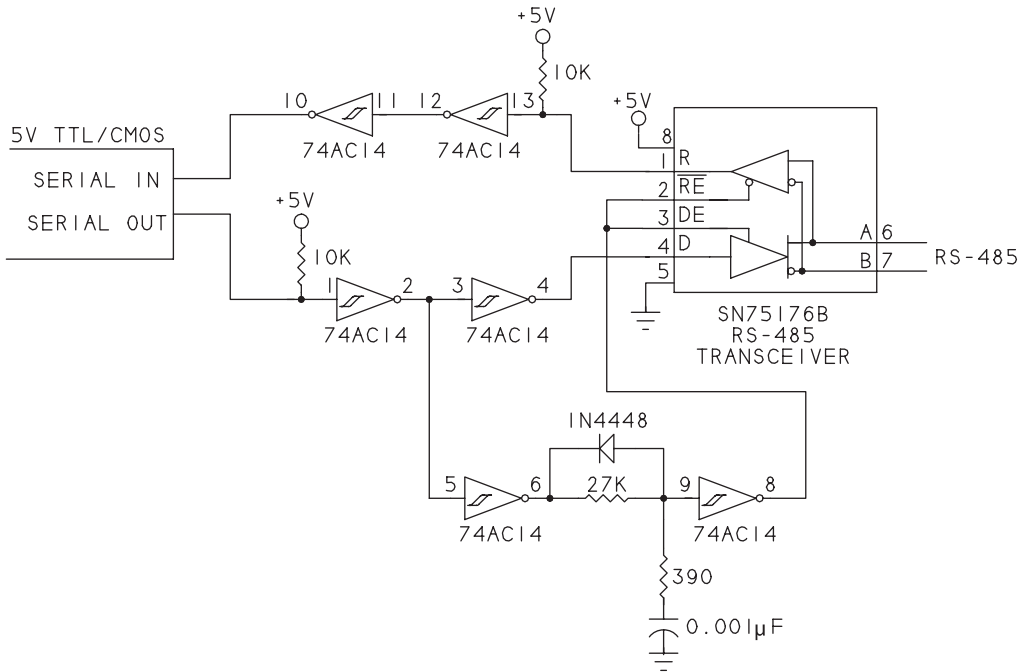 +5V
10K
10 11 12 13
74AC14 74AC14
+5V
8
5V TTL/CMOS
SERIAL IN
SERIAL OUT
1 R
2 RE
3 DE
4 D
5
A 6
B 7
RS-485
+5V
10K
1 2 3 4
74AC14 74AC14
SN75176B
RS-485
TRANSCEIVER
1N4448
5 6 27K 9 8
74AC14 74AC14
390
0.001µF